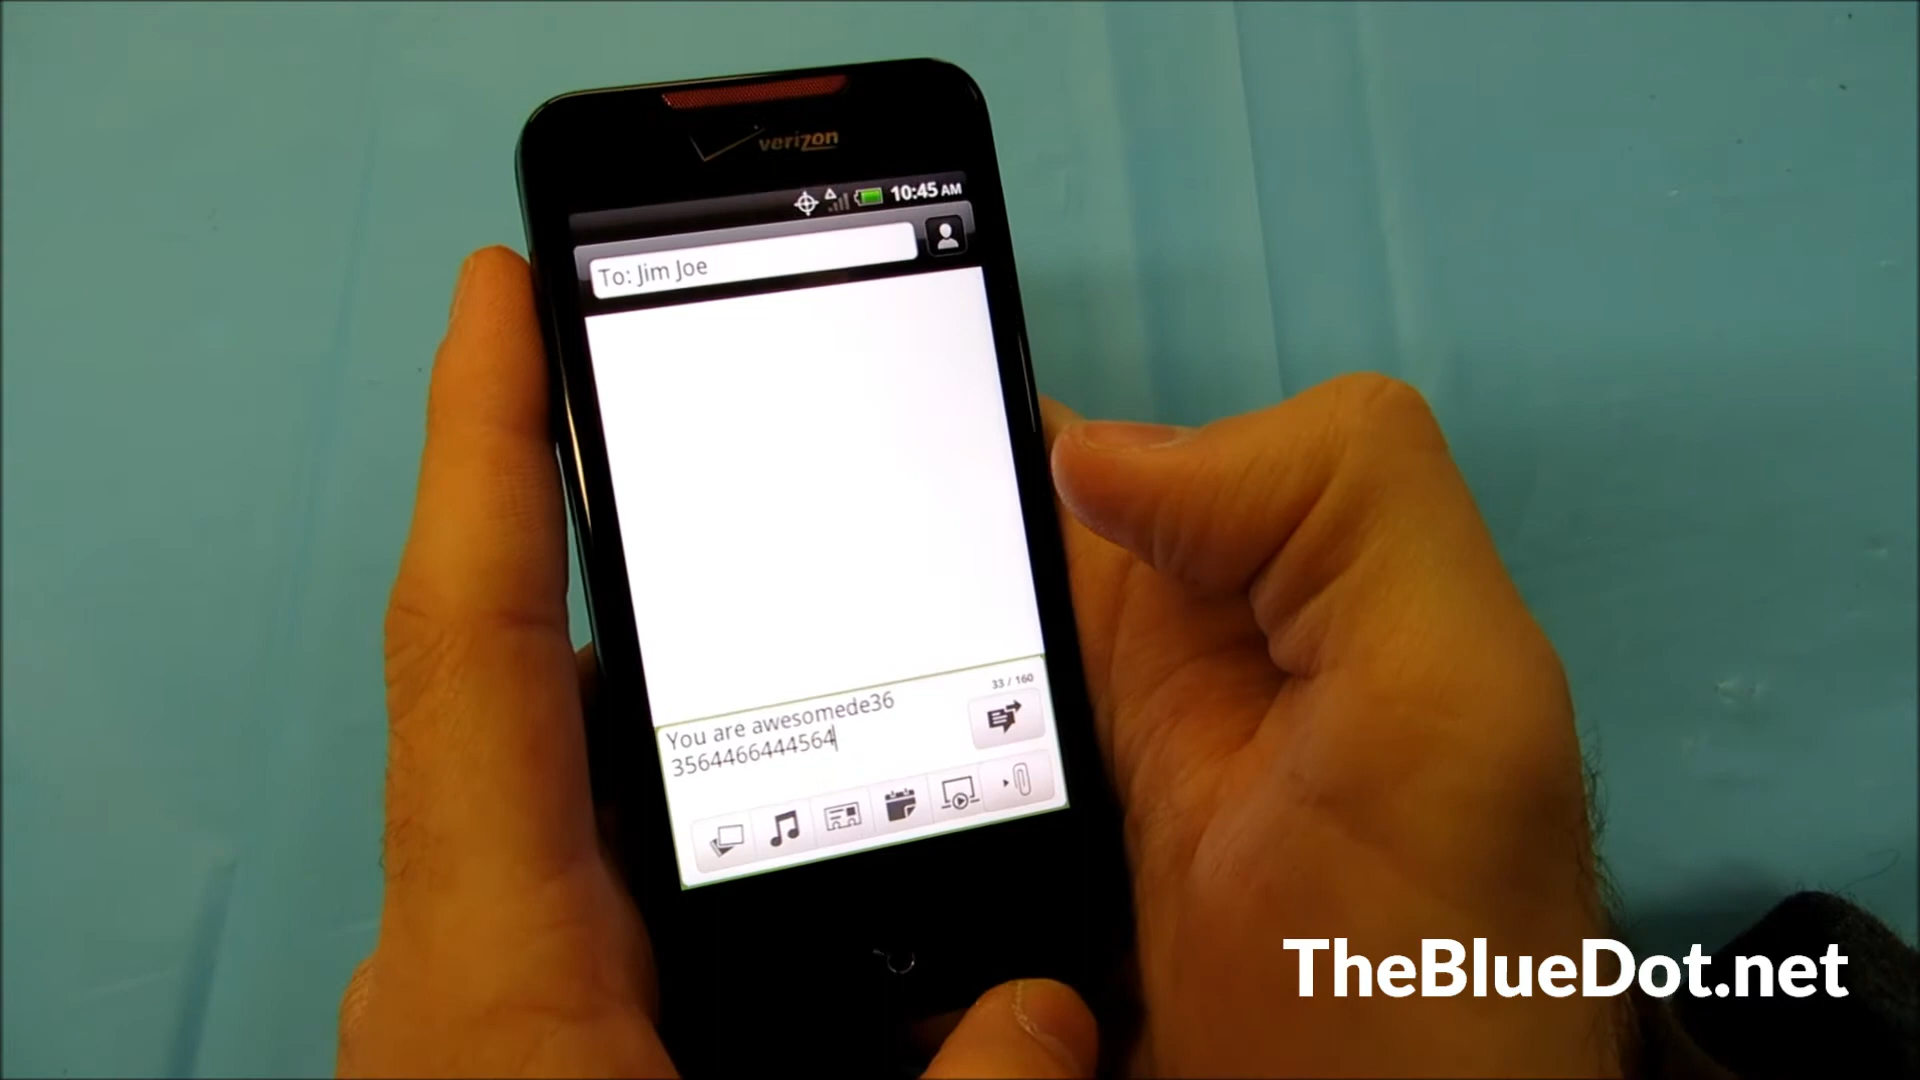 verizon
10:45 AM
To: Jim Joe
33 / 160
You are awesomede36
3564466444564
TheBlueDot.net